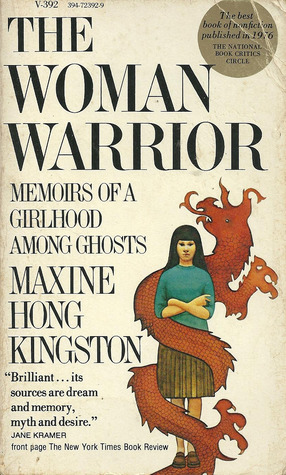 V-392 394-72392-9
The best
book of nonfiction
published in 1976
THE NATIONAL
BOOK CRITICS
CIRCLE
THE
WOMAN
WARRIOR
MEMOIRS OF A
GIRLHOOD
AMONG GHOSTS
MAXINE
HONG
KINGSTON
“Brilliant...its
sources are dream
and memory,
myth and desire.”
JANE KRAMER
front page The New York Times Book Review